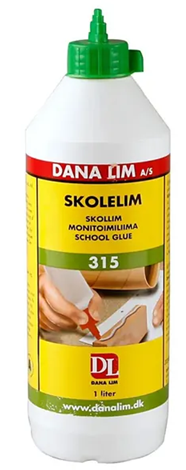 DANA LIM A/S
SKOLELIM
SKOLLIM
MONITOIMILIIMA
SCHOOL GLUE
315
DL
DANA LIM
1 liter
www.danalim.dk